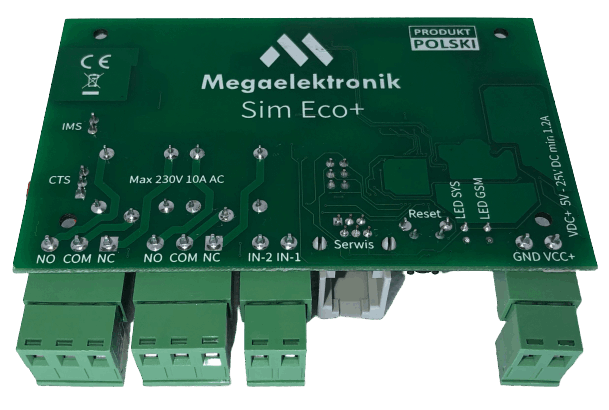 PRODUKT
POLSKI
CE
Megaelektronik
Sim Eco+
IMS
CTS
Max 230V 10A AC
Reset
LED SYS
LED GSM
VDC+ 5V - 25V DC min 1.2A
Serwis
NO COM NC
NO COM NC
IN-2 IN-1
GND VCC+